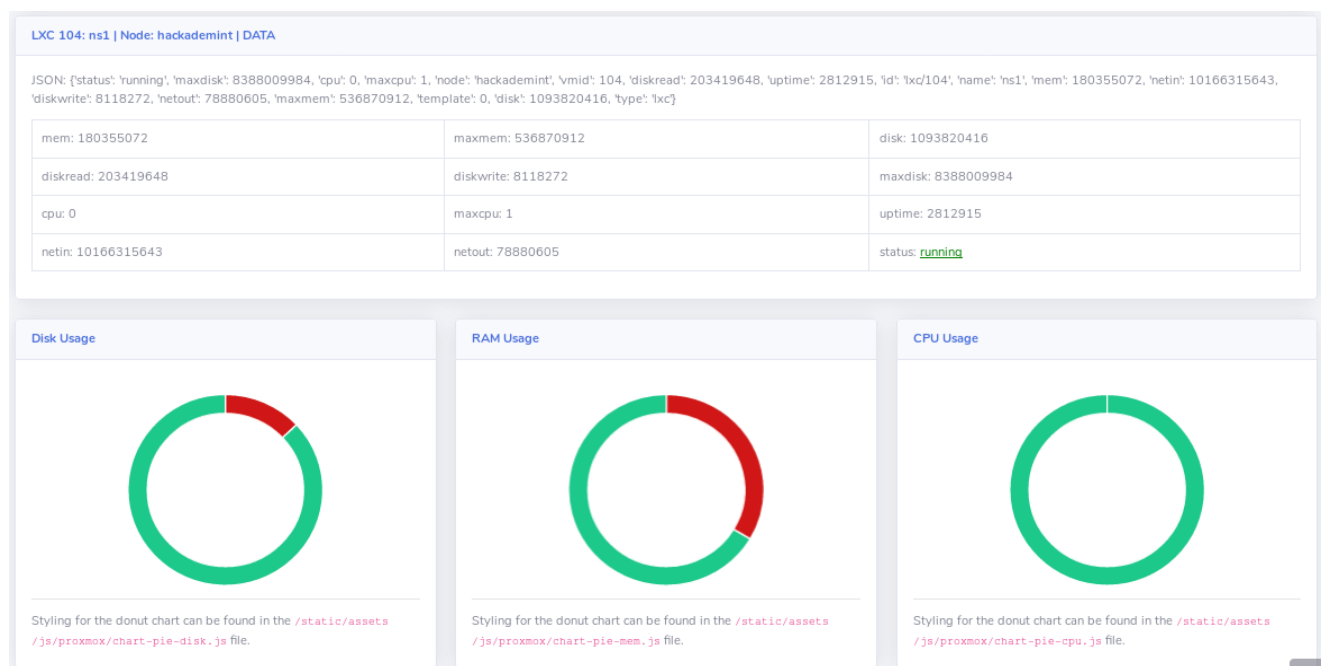 LXC 104: ns1 | Node: hackademint | DATA
JSON: {'status': 'running', 'maxdisk': 8388009984, 'cpu': 0, 'maxcpu': 1, 'node': 'hackademint', 'vmid': 104, 'diskread': 203419648, 'uptime': 2812915, 'id': 'lxc/104', 'name': 'ns1', 'mem': 180355072, 'netin': 10166315643,
'diskwrite': 8118272, 'netout': 78880605, 'maxmem': 536870912, 'template': 0, 'disk': 1093820416, 'type': 'lxc'}
mem: 180355072 maxmem: 536870912 disk: 1093820416
diskread: 203419648 diskwrite: 8118272 maxdisk: 8388009984
cpu: 0 maxcpu: 1 uptime: 2812915
netin: 10166315643 netout: 78880605 status: running
Disk Usage
Styling for the donut chart can be found in the /static/assets
/js/proxmox/chart-pie-disk.js file.
RAM Usage
Styling for the donut chart can be found in the /static/assets
/js/proxmox/chart-pie-mem.js file.
CPU Usage
Styling for the donut chart can be found in the /static/assets
/js/proxmox/chart-pie-cpu.js file.